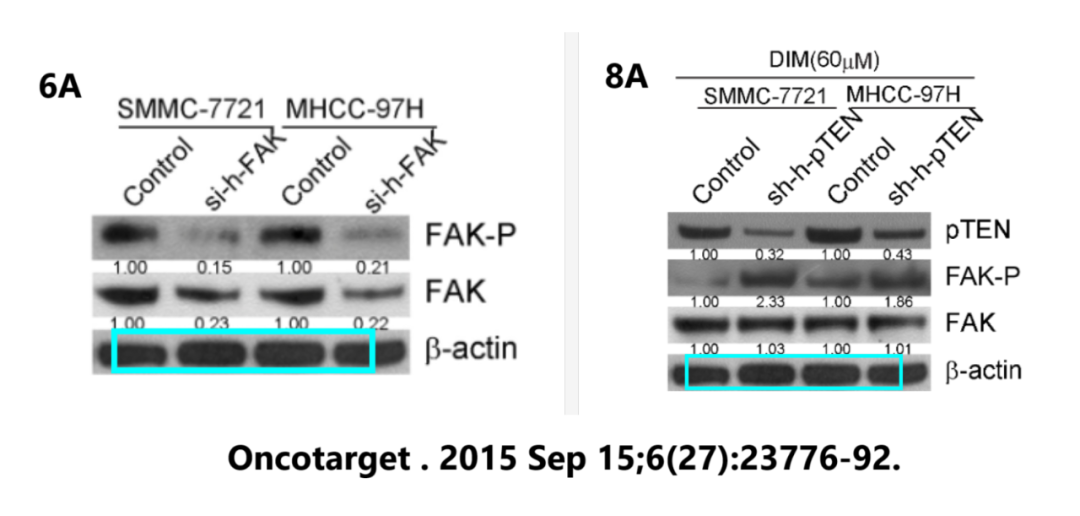 6A
SMMC-7721 MHCC-97H
Control si-h-FAK Control si-h-FAK
FAK-P
1.00 0.15 1.00 0.21
FAK
1.00 0.23 1.00 0.22
β-actin
8A
DIM(60μM)
SMMC-7721 MHCC-97H
Control sh-h-pTEN Control sh-h-pTEN
pTEN
1.00 0.32 1.00 0.43
FAK-P
1.00 2.33 1.00 1.86
FAK
1.00 1.03 1.00 1.01
β-actin
Oncotarget . 2015 Sep 15;6(27):23776-92.